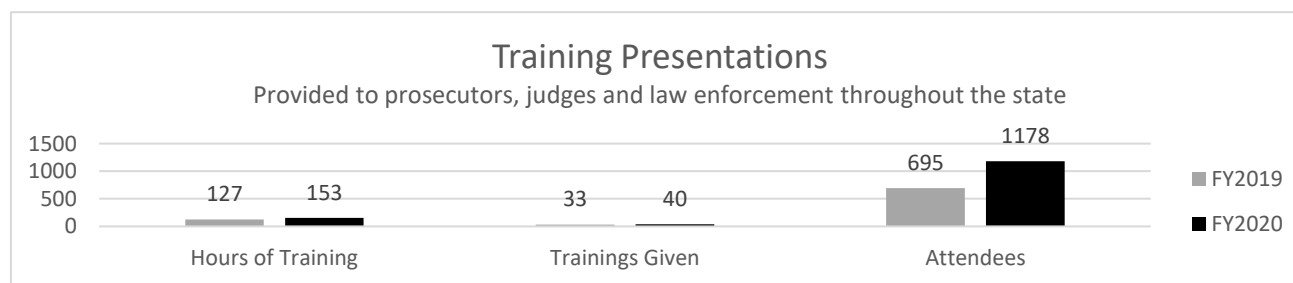 Training Presentations
Provided to prosecutors, judges and law enforcement throughout the state
1500
1000
500
0
127
153
33
40
695
1178
Hours of Training
Trainings Given
Attendees
FY2019
FY2020